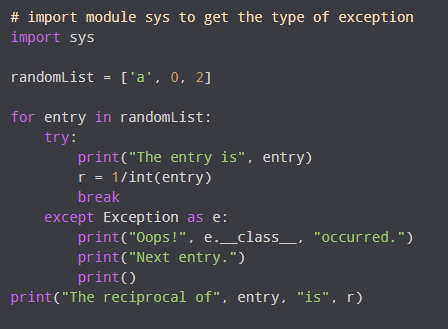 # import module sys to get the type of exception
import sys
randomList = ['a', 0, 2]
for entry in randomList:
    try:
        print("The entry is", entry)
        r = 1/int(entry)
        break
    except Exception as e:
        print("Oops!", e.__class__, "occurred.")
        print("Next entry.")
        print()
print("The reciprocal of", entry, "is", r)